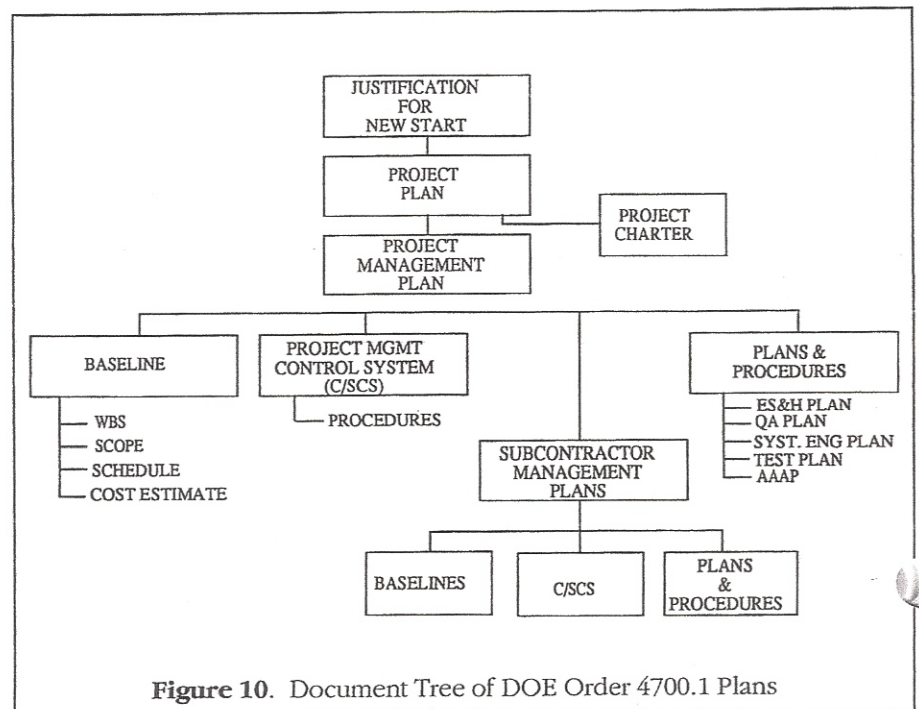 JUSTIFICATION
FOR
NEW START
PROJECT
PLAN
PROJECT
CHARTER
PROJECT
MANAGEMENT
PLAN
BASELINE
WBS
SCOPE
SCHEDULE
COST ESTIMATE
PROJECT MGMT
CONTROL SYSTEM
(C/SCS)
PROCEDURES
SUBCONTRACTOR
MANAGEMENT
PLANS
BASELINES
C/SCS
PLANS
&
PROCEDURES
PLANS &
PROCEDURES
ES&H PLAN
QA PLAN
SYST. ENG PLAN
TEST PLAN
AAAP
Figure 10. Document Tree of DOE Order 4700.1 Plans